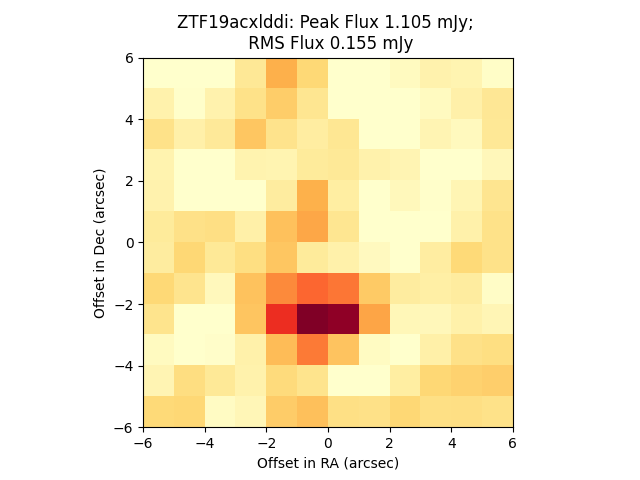 ZTF19acxlddi: Peak Flux 1.105 mJy;
RMS Flux 0.155 mJy
6
4
2
0
−2
−4
−6
Offset in Dec (arcsec)
−6 −4 −2 0 2 4 6
Offset in RA (arcsec)